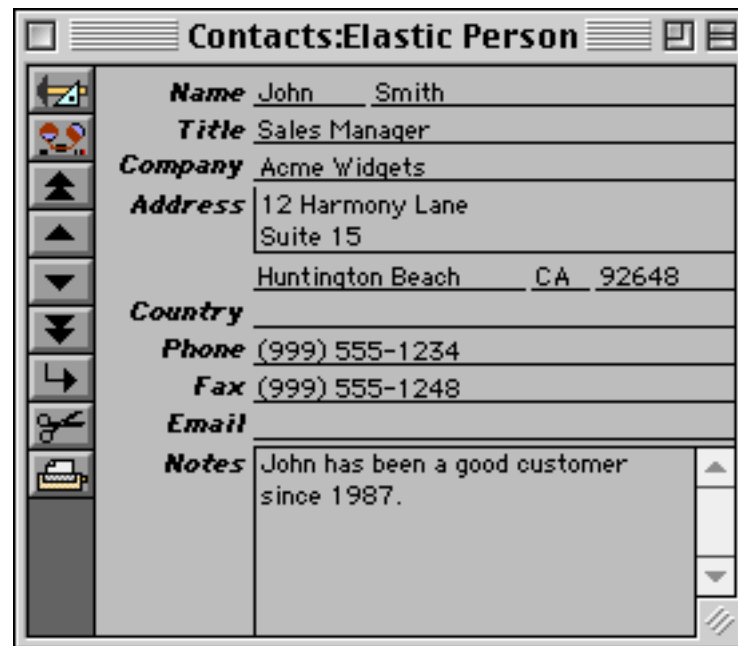 Contacts:Elastic Person
Name John Smith
Title Sales Manager
Company Acme Widgets
Address 12 Harmony Lane
Suite 15
Huntington Beach CA 92648
Country
Phone (999) 555-1234
Fax (999) 555-1248
Email
Notes John has been a good customer
since 1987.